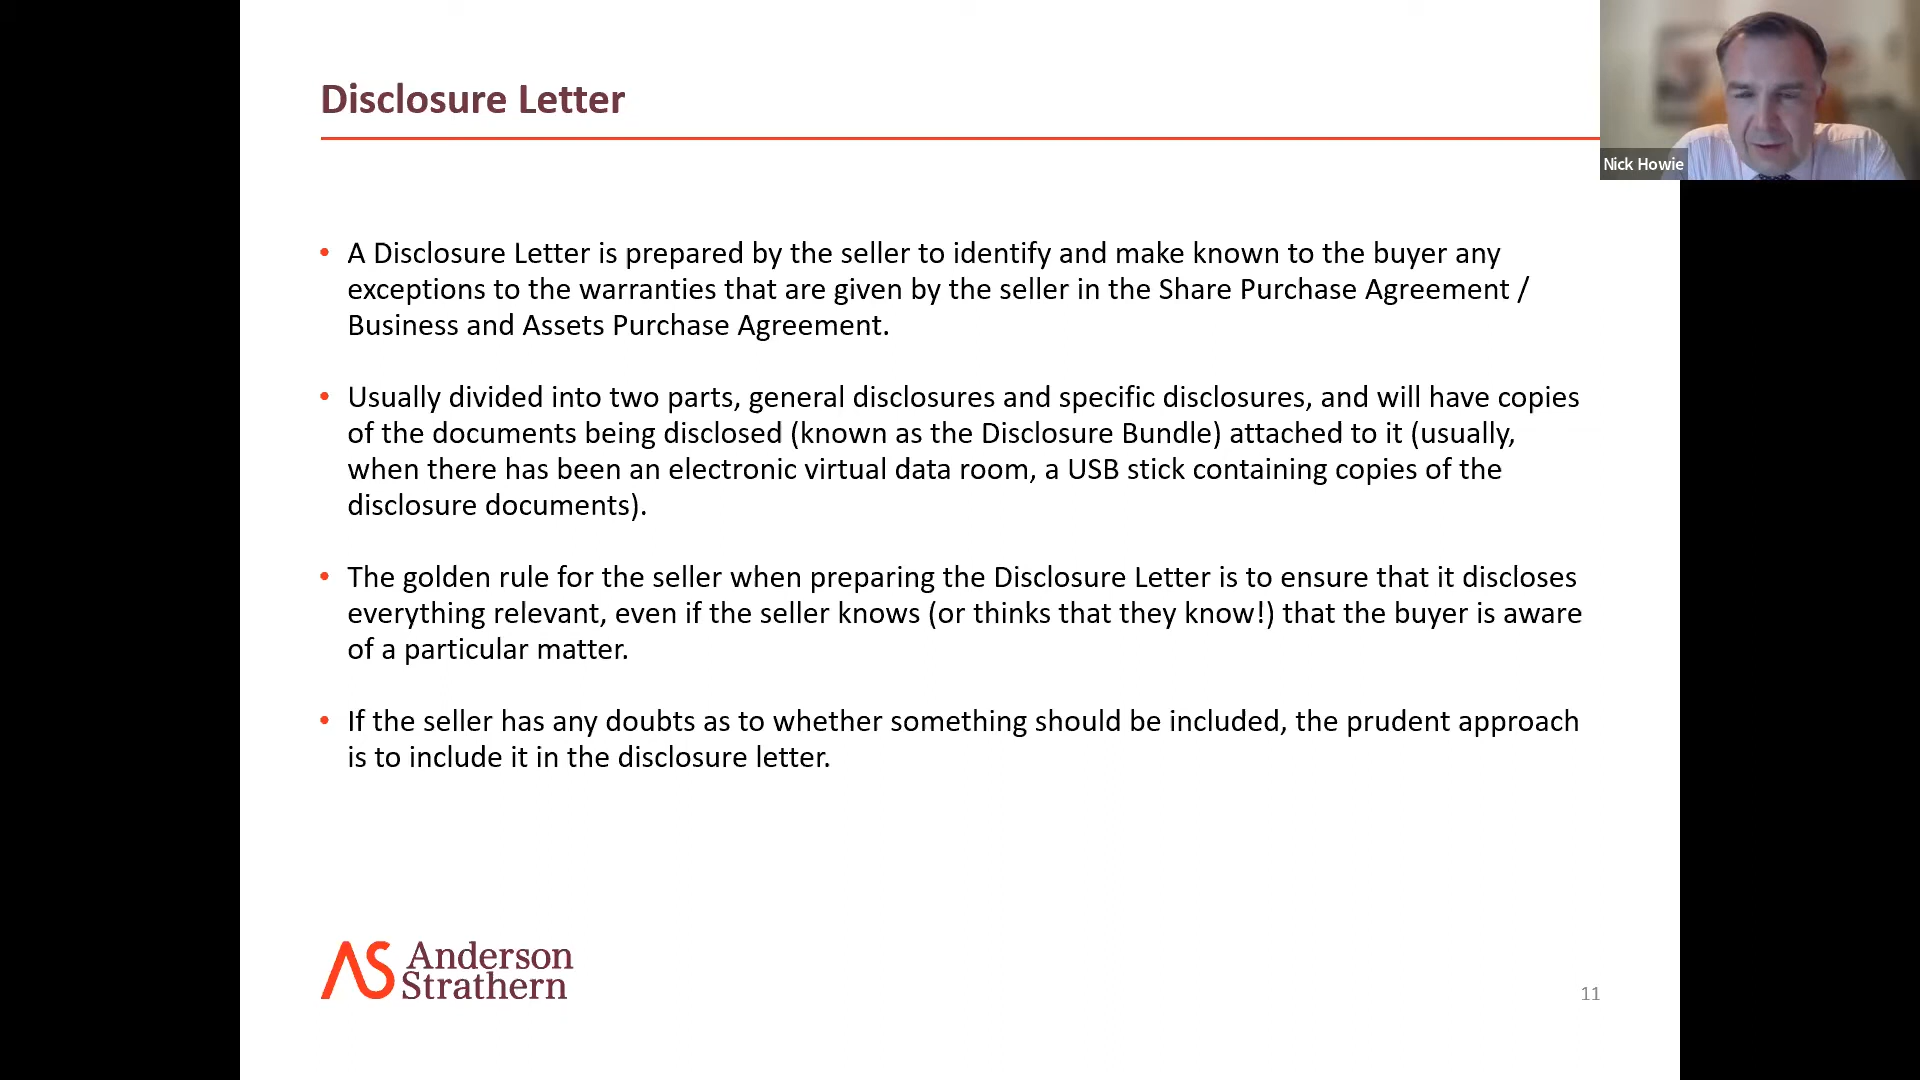 Disclosure Letter
Nick Howie
• A Disclosure Letter is prepared by the seller to identify and make known to the buyer any
exceptions to the warranties that are given by the seller in the Share Purchase Agreement /
Business and Assets Purchase Agreement.
• Usually divided into two parts, general disclosures and specific disclosures, and will have copies
of the documents being disclosed (known as the Disclosure Bundle) attached to it (usually,
when there has been an electronic virtual data room, a USB stick containing copies of the
disclosure documents).
• The golden rule for the seller when preparing the Disclosure Letter is to ensure that it discloses
everything relevant, even if the seller knows (or thinks that they know!) that the buyer is aware
of a particular matter.
• If the seller has any doubts as to whether something should be included, the prudent approach
is to include it in the disclosure letter.
AS Anderson
Strathern
11